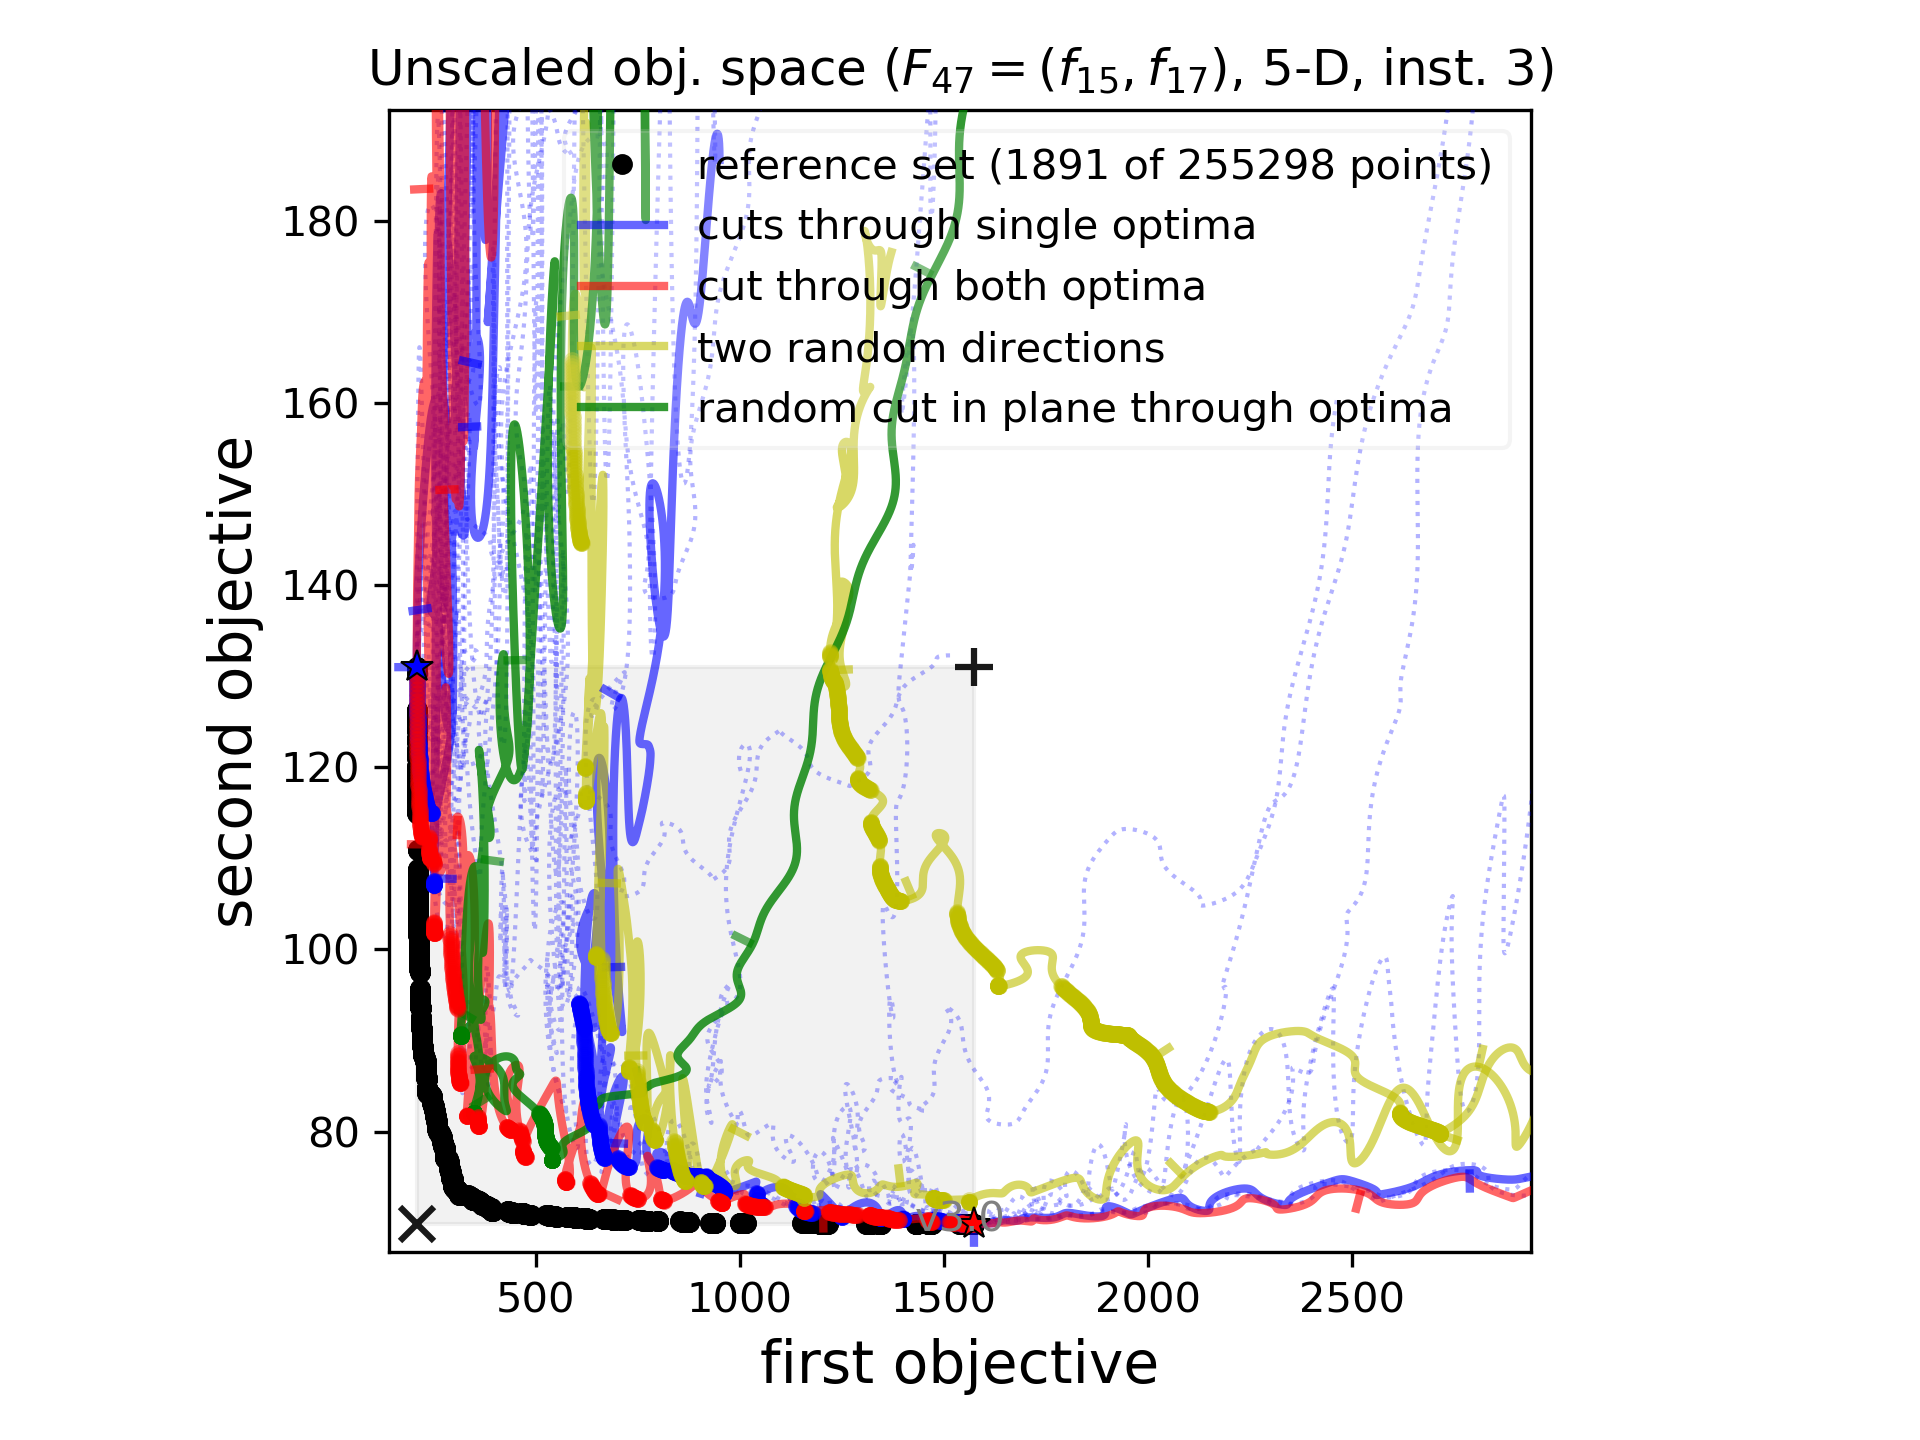 Unscaled obj. space (F₄₇ = (f₁₅, f₁₇), 5-D, inst. 3)
reference set (1891 of 255298 points)
cuts through single optima
cut through both optima
two random directions
random cut in plane through optima
second objective
180
160
140
120
100
80
v3.0
500 1000 1500 2000 2500
first objective